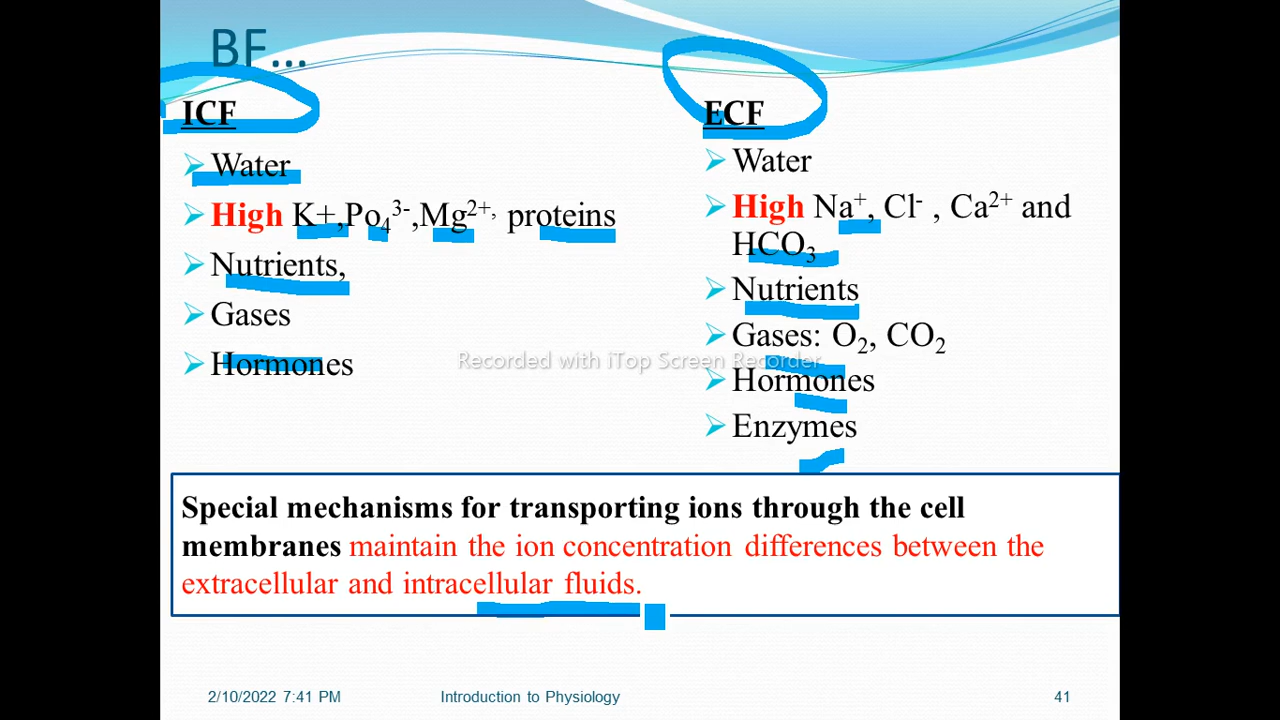 BF...
ICF
Water
High K+,Po₄³⁻,Mg²⁺, proteins
Nutrients,
Gases
Hormones
ECF
Water
High Na⁺, Cl⁻ , Ca²⁺ and
HCO₃
Nutrients
Gases: O₂, CO₂
Hormones
Enzymes
Recorded with iTop Screen Recorder
Special mechanisms for transporting ions through the cell
membranes maintain the ion concentration differences between the
extracellular and intracellular fluids.
2/10/2022 7:41 PM
Introduction to Physiology
41